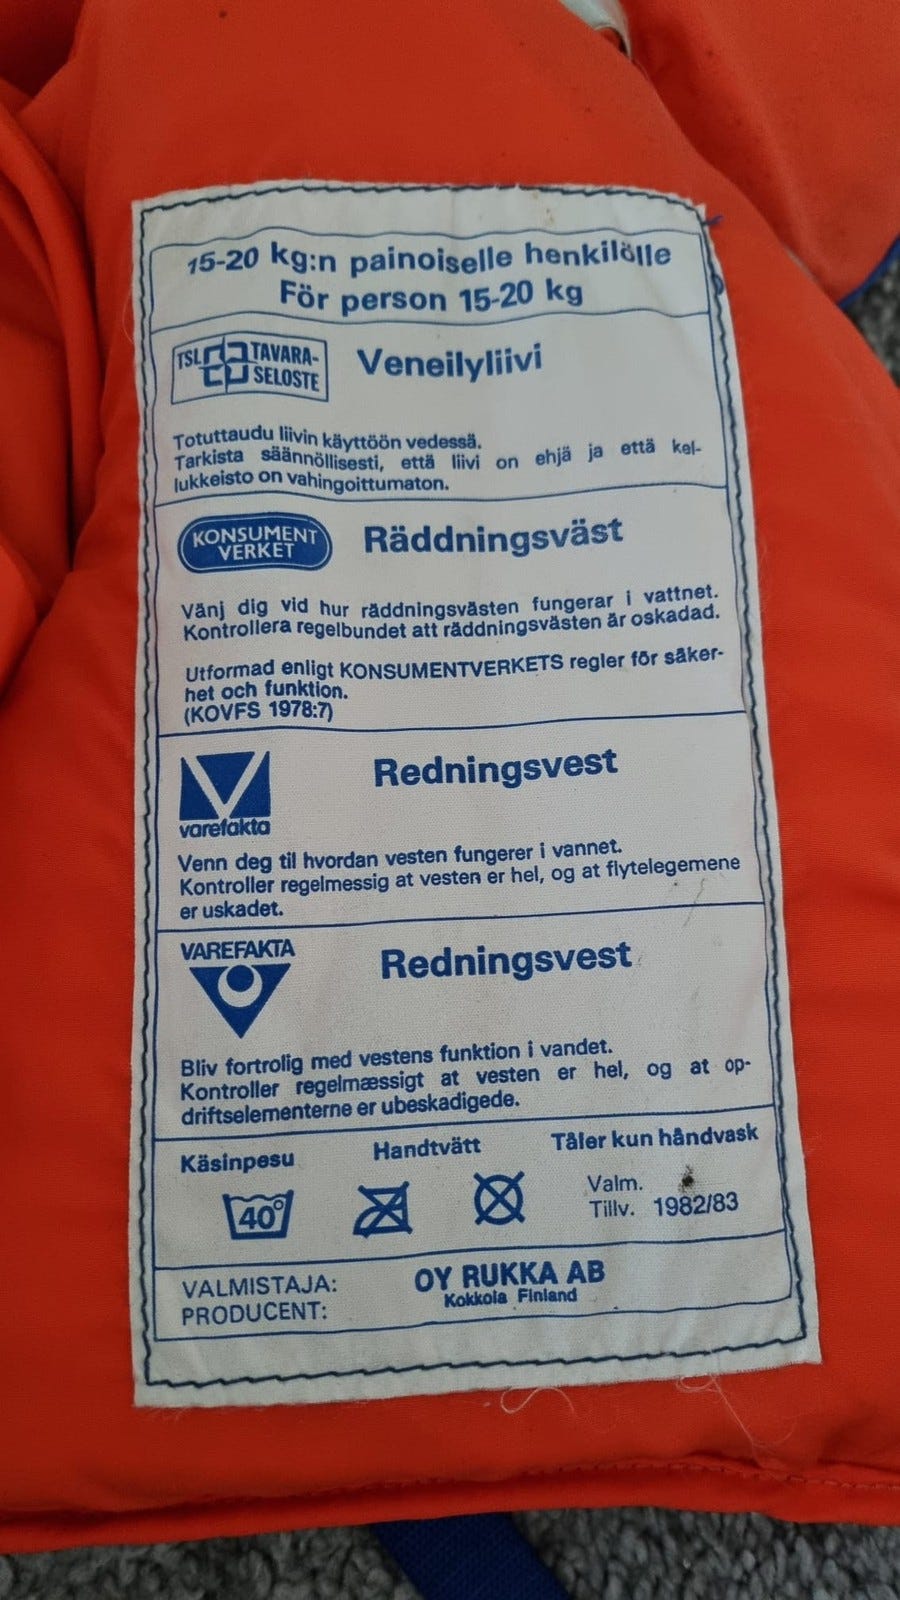 15-20 kg:n painoiselle henkilölle
För person 15-20 kg
TSL TAVARA-
SELOSTE
Veneilyliivi
Totuttaudu liivin käyttöön vedessä.
Tarkista säännöllisesti, että liivi on ehjä ja että kel-
lukkeisto on vahingoittumaton.
KONSUMENT
VERKET
Räddningsväst
Vänj dig vid hur räddningsvästen fungerar i vattnet.
Kontrollera regelbundet att räddningsvästen är oskadad.
Utformad enligt KONSUMENTVERKETS regler för säker-
het och funktion.
(KOVFS 1978:7)
varefakta
Redningsvest
Venn deg til hvordan vesten fungerer i vannet.
Kontroller regelmessig at vesten er hel, og at flytelegemene
er uskadet.
VAREFAKTA
Redningsvest
Bliv fortrolig med vestens funktion i vandet.
Kontroller regelmæssigt at vesten er hel, og at op-
driftselementerne er ubeskadigede.
Käsinpesu Handtvätt Tåler kun håndvask
40°
Valm.
Tillv. 1982/83
VALMISTAJA: OY RUKKA AB
PRODUCENT: Kokkola Finland